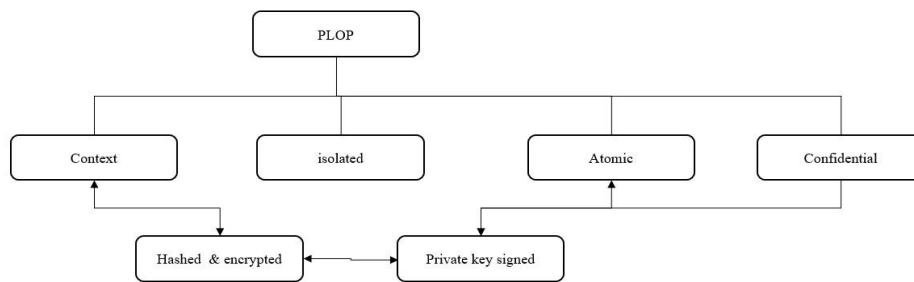 PLOP
Context
isolated
Atomic
Confidential
Hashed & encrypted
Private key signed